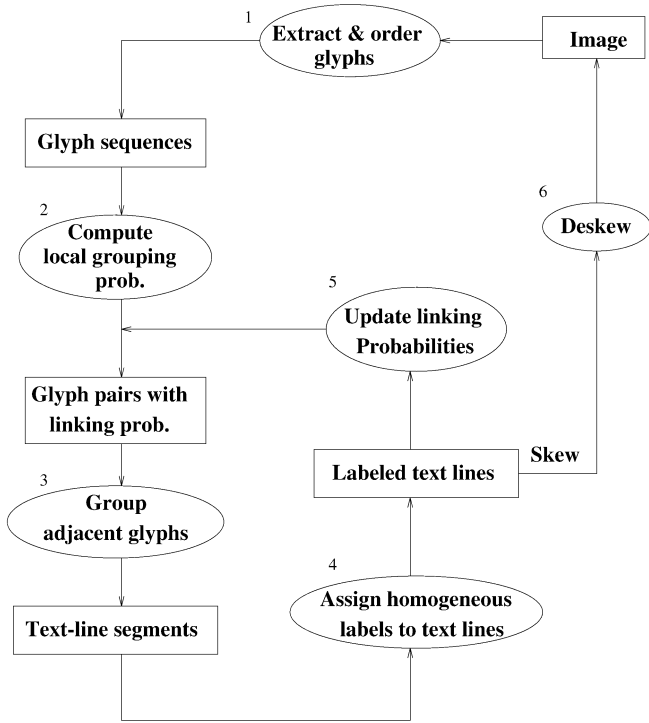 1
Extract & order
glyphs
Image
Glyph sequences
2
Compute
local grouping
prob.
6
Deskew
5
Update linking
Probabilities
Glyph pairs with
linking prob.
Skew
Labeled text lines
3
Group
adjacent glyphs
4
Assign homogeneous
labels to text lines
Text-line segments